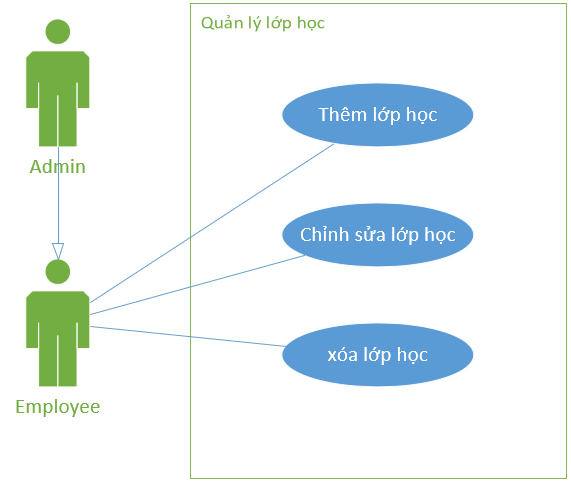 Quản lý lớp học
Thêm lớp học
Admin
Chỉnh sửa lớp học
xóa lớp học
Employee